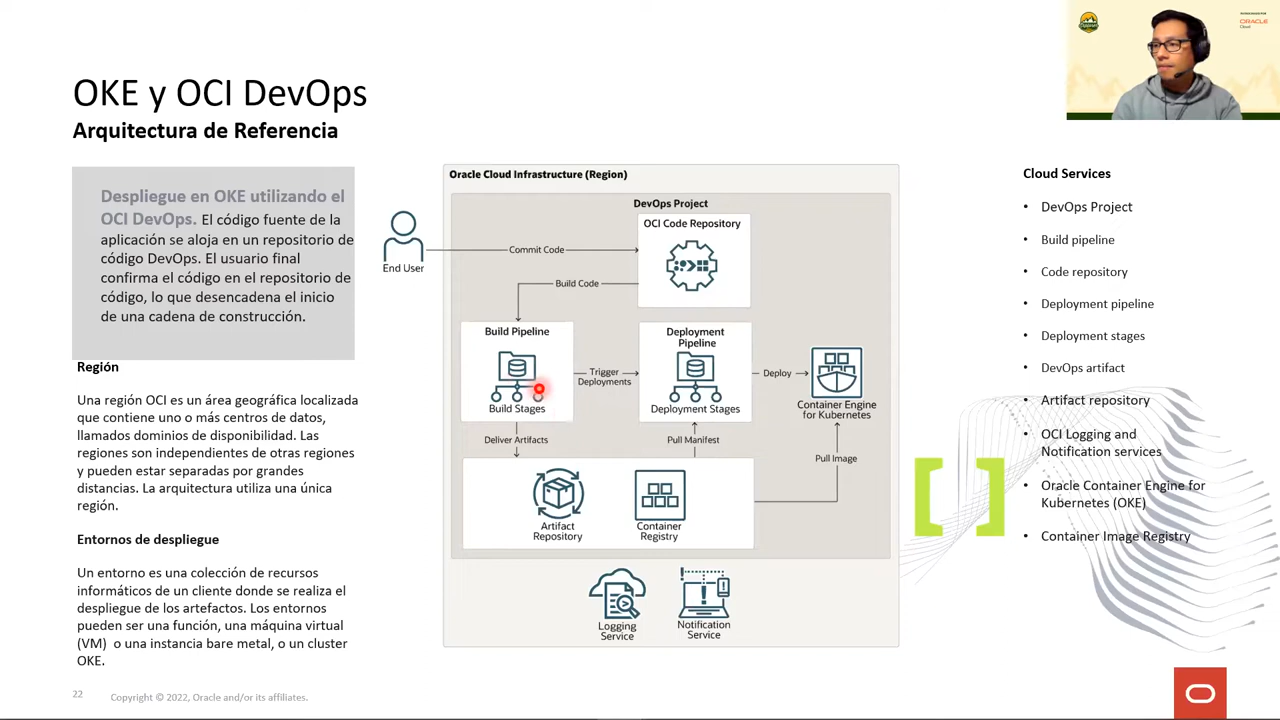 OKE y OCI DevOps
Arquitectura de Referencia
Despliegue en OKE utilizando el
OCI DevOps. El código fuente de la
aplicación se aloja en un repositorio de
código DevOps. El usuario final
confirma el código en el repositorio de
código, lo que desencadena el inicio
de una cadena de construcción.
Región
Una región OCI es un área geográfica localizada
que contiene uno o más centros de datos,
llamados dominios de disponibilidad. Las
regiones son independientes de otras regiones
y pueden estar separadas por grandes
distancias. La arquitectura utiliza una única
región.
Entornos de despliegue
Un entorno es una colección de recursos
informáticos de un cliente donde se realiza el
despliegue de los artefactos. Los entornos
pueden ser una función, una máquina virtual
(VM) o una instancia bare metal, o un cluster
OKE.
Oracle Cloud Infrastructure (Region)
DevOps Project
OCI Code Repository
End User
Commit Code
Build Code
Build Pipeline
Build Stages
Trigger
Deployments
Deployment
Pipeline
Deployment Stages
Deploy
Container Engine
for Kubernetes
Deliver Artifacts
Pull Manifest
Pull Image
Artifact
Repository
Container
Registry
Logging
Service
Notification
Service
Cloud Services
• DevOps Project
• Build pipeline
• Code repository
• Deployment pipeline
• Deployment stages
• DevOps artifact
• Artifact repository
• OCI Logging and
Notification services
• Oracle Container Engine for
Kubernetes (OKE)
• Container Image Registry
ORACLE
Cloud
22
Copyright © 2022, Oracle and/or its affiliates.